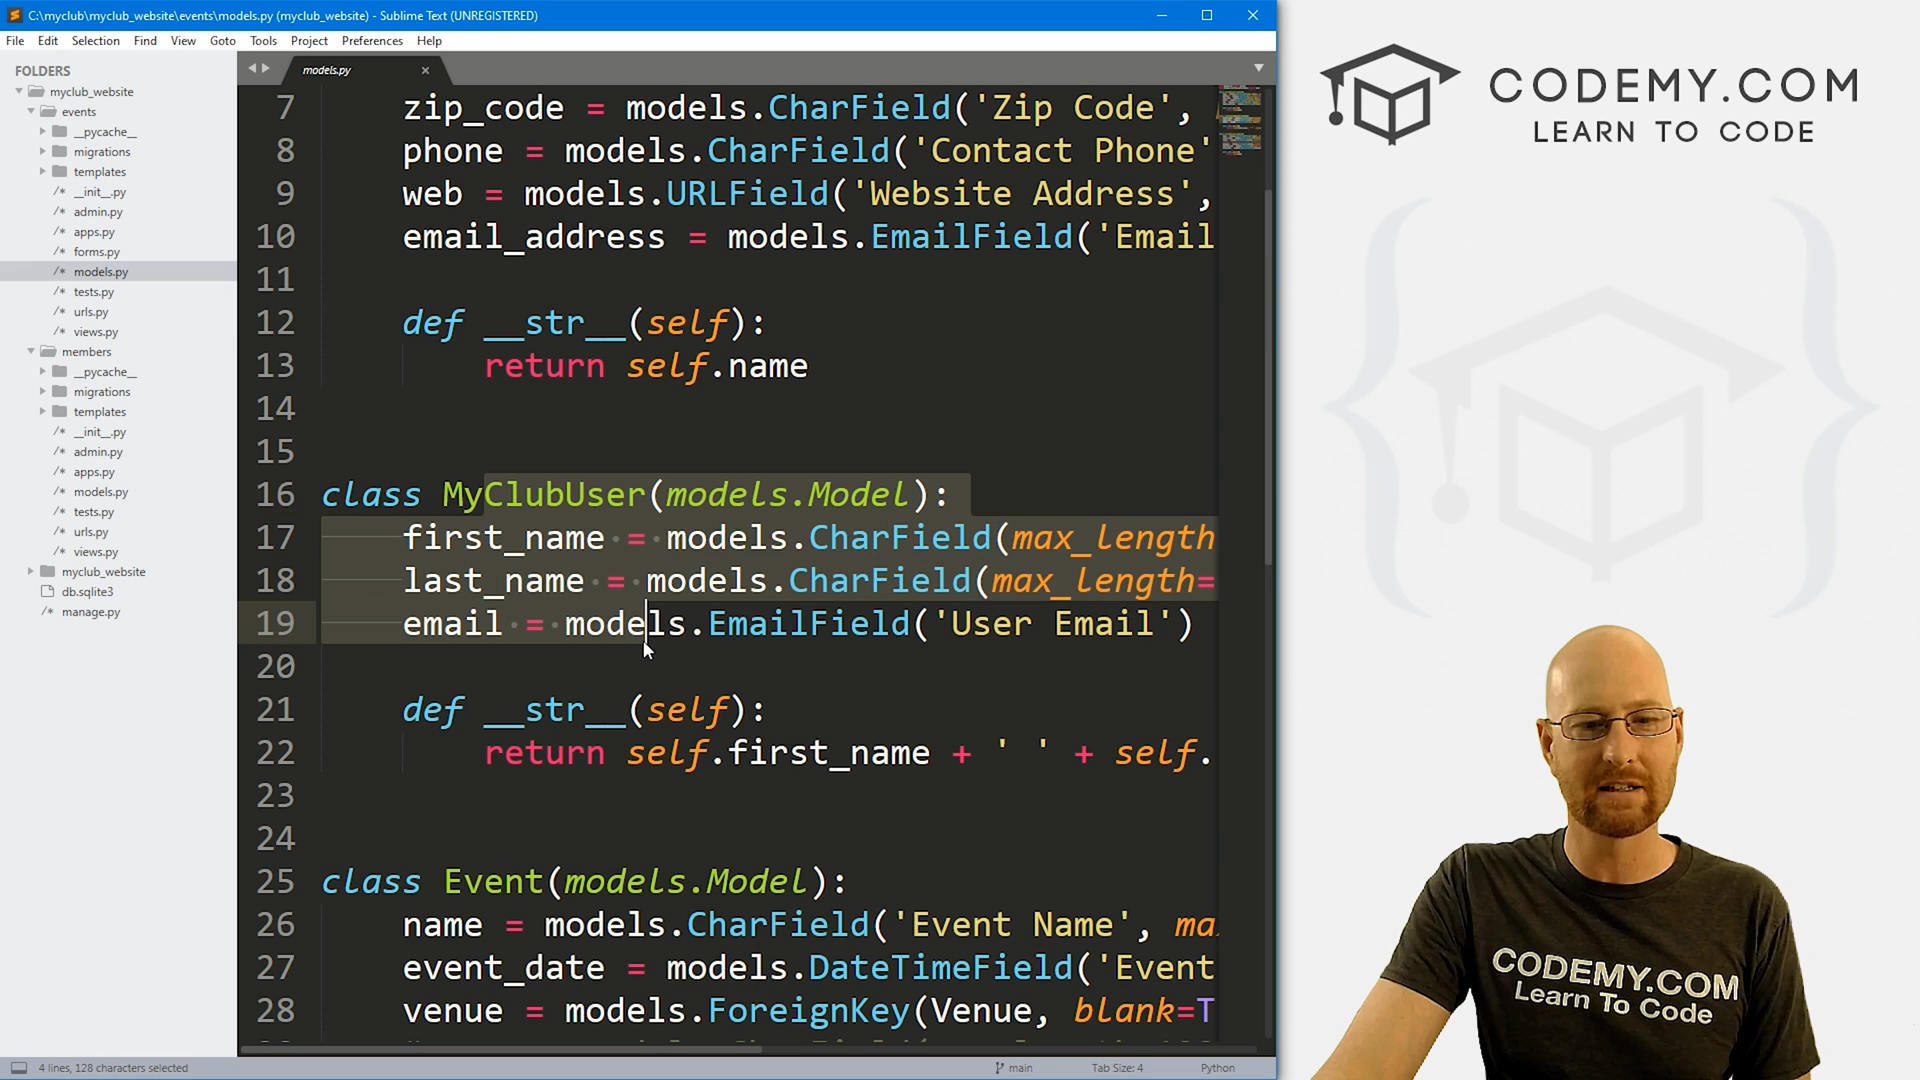 C:\myclub\myclub_website\events\models.py (myclub_website) - Sublime Text (UNREGISTERED)
File Edit Selection Find View Goto Tools Project Preferences Help
FOLDERS
myclub_website
events
__pycache__
migrations
templates
__init__.py
admin.py
apps.py
forms.py
models.py
tests.py
urls.py
views.py
members
__pycache__
migrations
templates
__init__.py
admin.py
apps.py
models.py
tests.py
urls.py
views.py
myclub_website
db.sqlite3
manage.py
models.py
7 zip_code = models.CharField('Zip Code',
8 phone = models.CharField('Contact Phone'
9 web = models.URLField('Website Address',
10 email_address = models.EmailField('Email
11
12 def __str__(self):
13 return self.name
14
15
16 class MyClubUser(models.Model):
17 first_name = models.CharField(max_length
18 last_name = models.CharField(max_length=
19 email = models.EmailField('User Email')
20
21 def __str__(self):
22 return self.first_name + ' ' + self.
23
24
25 class Event(models.Model):
26 name = models.CharField('Event Name', ma
27 event_date = models.DateTimeField('Event
28 venue = models.ForeignKey(Venue, blank=T
4 lines, 128 characters selected
main
Tab Size: 4
Python
CODEMY.COM
LEARN TO CODE
CODEMY.COM
Learn To Code